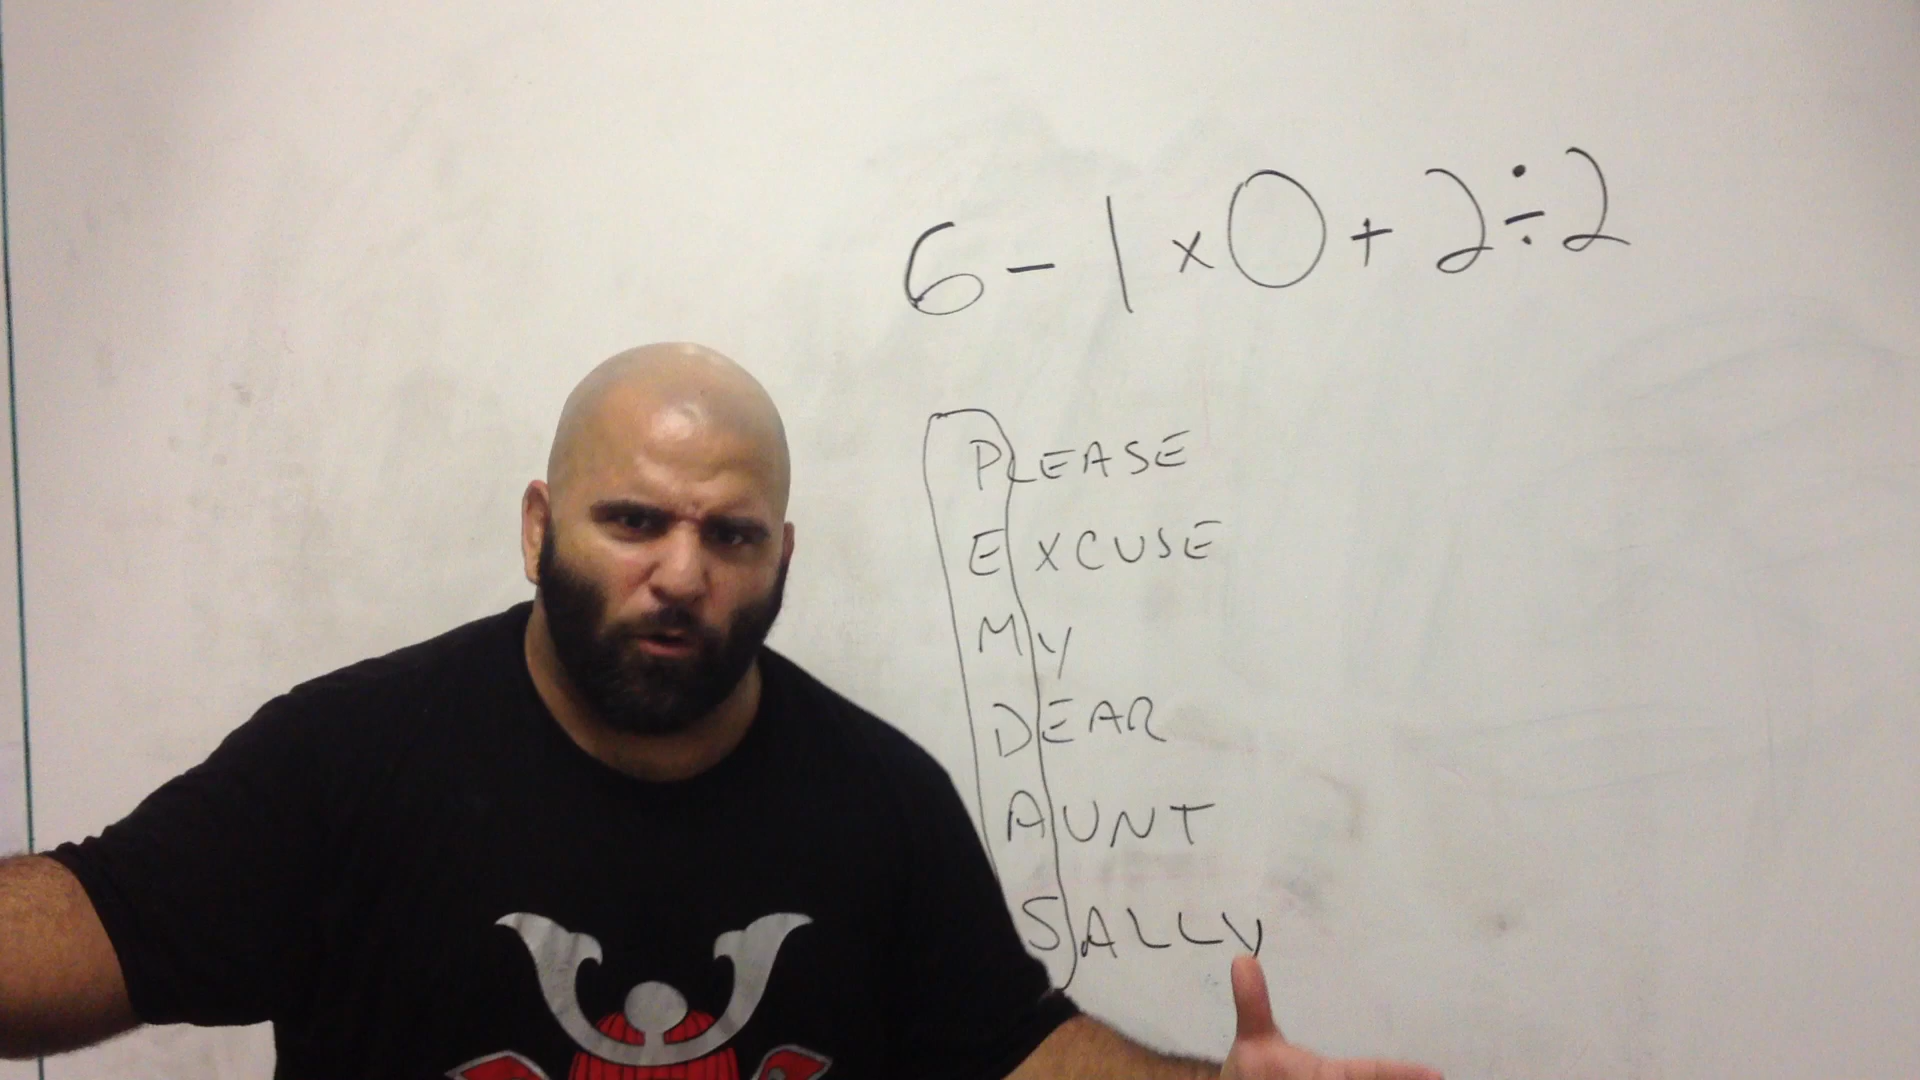 6 - 1 × 0 + 2 ÷ 2
PLEASE
EXCUSE
MY
DEAR
AUNT
SALLY